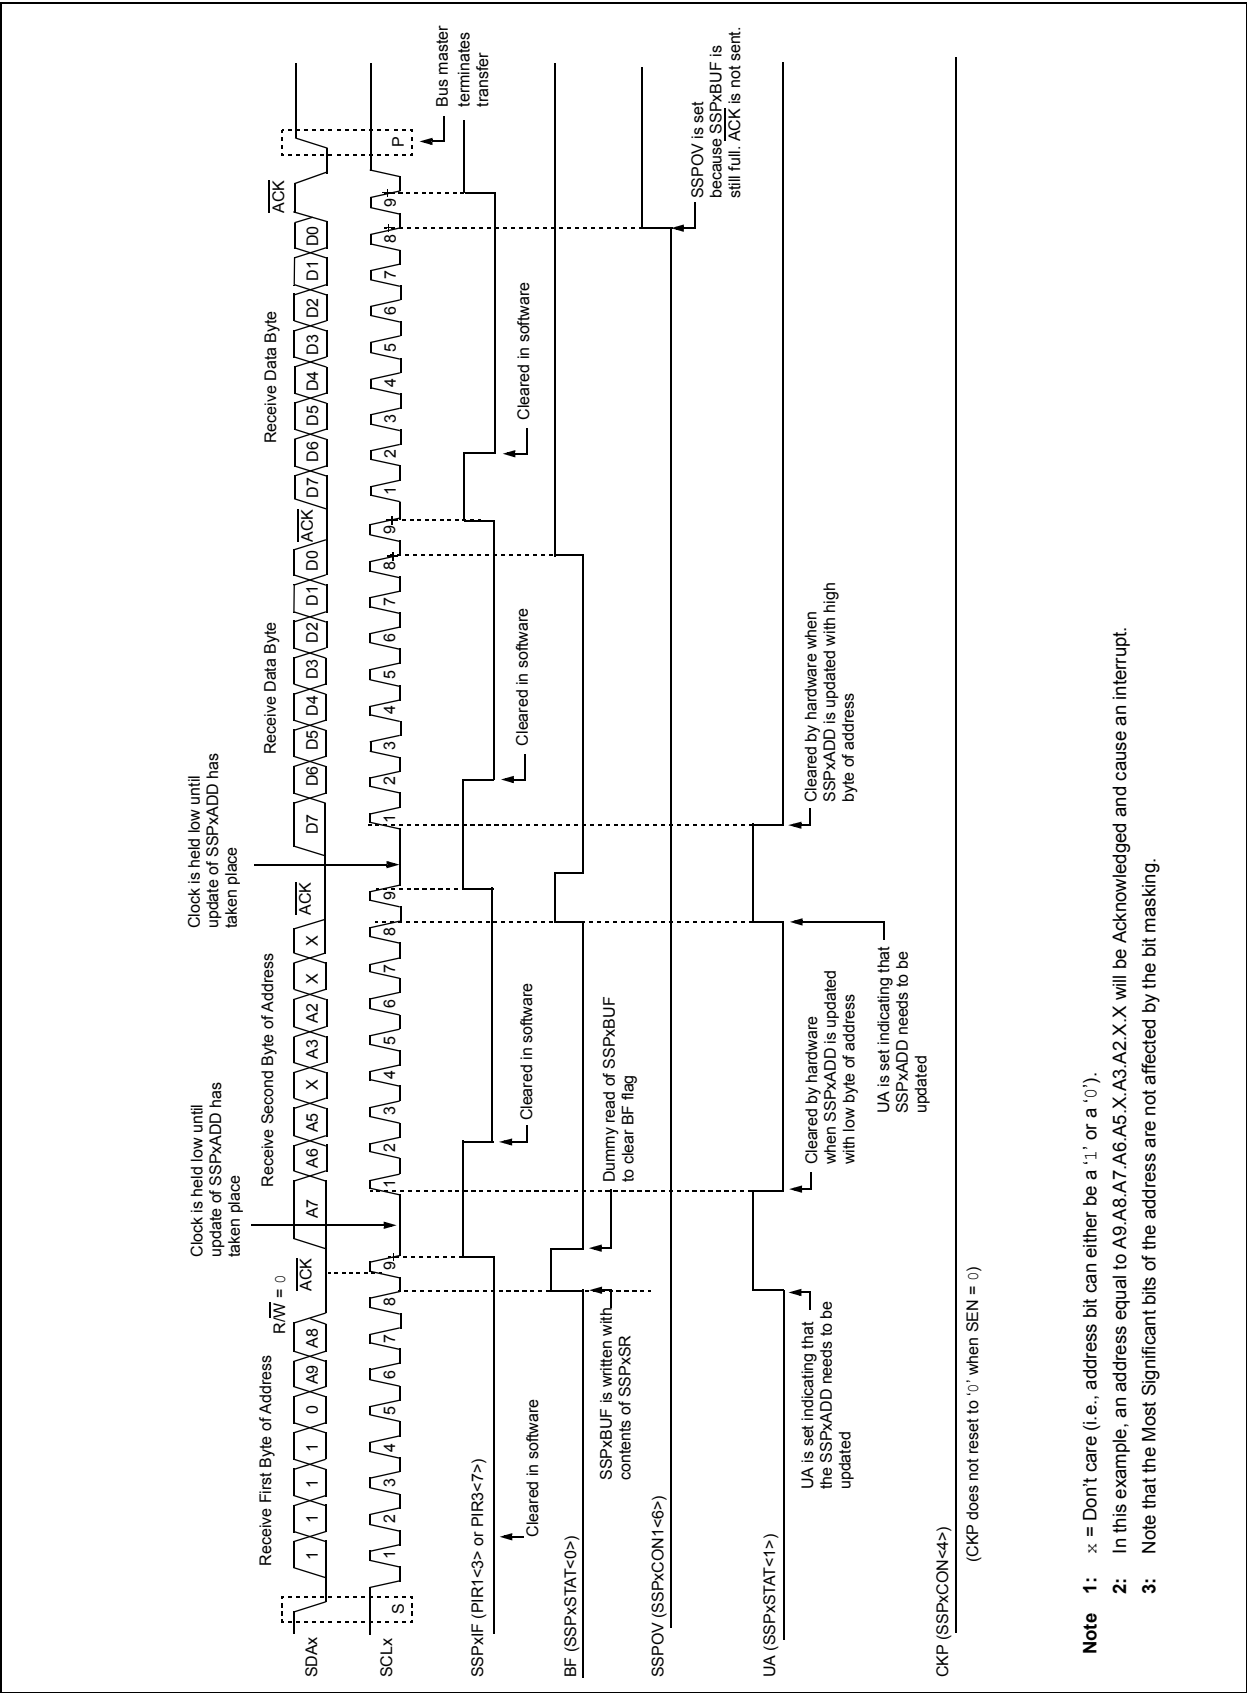 Receive First Byte of Address
R/W = 0
ACK
Clock is held low until
update of SSPxADD has
taken place
Receive Second Byte of Address
ACK
Clock is held low until
update of SSPxADD has
taken place
Receive Data Byte
ACK
Receive Data Byte
ACK
SDAx
1 1 1 1 0 A9 A8
A7 A6 A5 X A3 A2 X X
D7 D6 D5 D4 D3 D2 D1 D0
D7 D6 D5 D4 D3 D2 D1 D0
SCLx
S
1 2 3 4 5 6 7 8 9
1 2 3 4 5 6 7 8 9
1 2 3 4 5 6 7 8 9
1 2 3 4 5 6 7 8 9
P
Bus master
terminates
transfer
SSPxIF (PIR1<3> or PIR3<7>)
Cleared in software
Cleared in software
Cleared in software
Cleared in software
BF (SSPxSTAT<0>)
SSPxBUF is written with
contents of SSPxSR
Dummy read of SSPxBUF
to clear BF flag
SSPOV (SSPxCON1<6>)
SSPOV is set
because SSPxBUF is
still full. ACK is not sent.
UA (SSPxSTAT<1>)
UA is set indicating that
the SSPxADD needs to be
updated
Cleared by hardware
when SSPxADD is updated
with low byte of address
UA is set indicating that
SSPxADD needs to be
updated
Cleared by hardware when
SSPxADD is updated with high
byte of address
CKP (SSPxCON<4>)
(CKP does not reset to ‘0’ when SEN = 0)
Note 1: x = Don’t care (i.e., address bit can either be a ‘1’ or a ‘0’).
2: In this example, an address equal to A9.A8.A7.A6.A5.X.A3.A2.X.X will be Acknowledged and cause an interrupt.
3: Note that the Most Significant bits of the address are not affected by the bit masking.